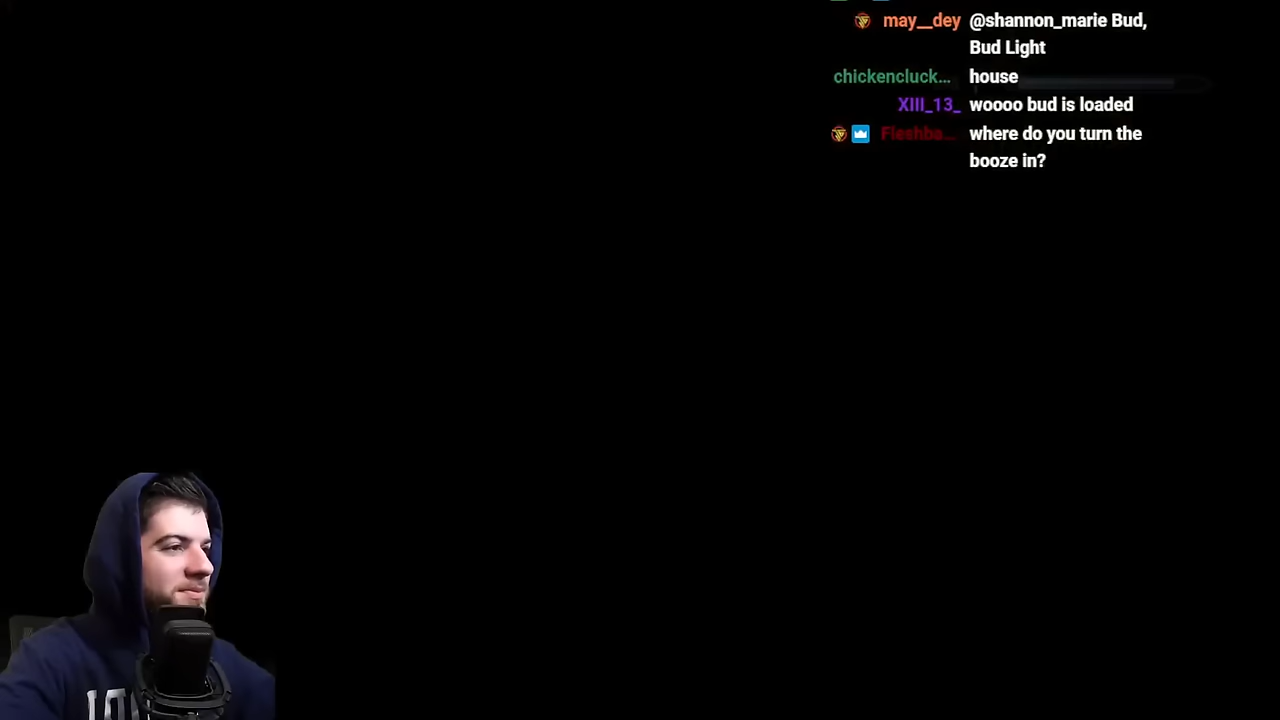 may__dey @shannon_marie Bud,
Bud Light
chickencluck... house
XIII_13_ woooo bud is loaded
Fleshba... where do you turn the
booze in?